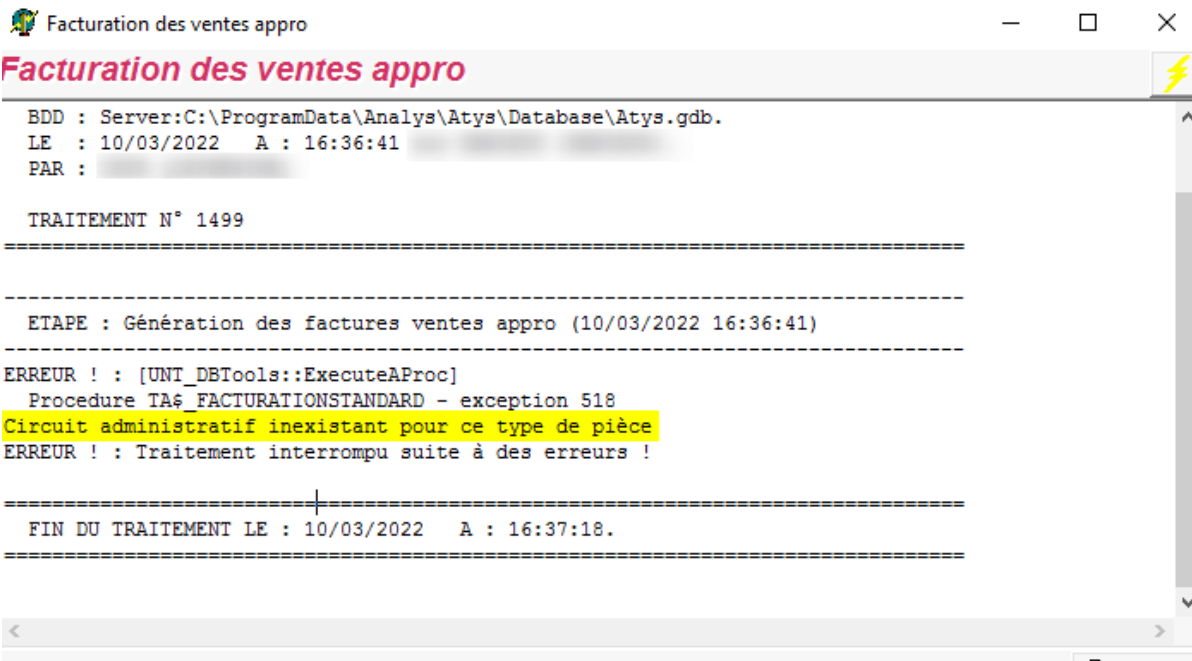 Facturation des ventes appro
Facturation des ventes appro
BDD : Server:C:\ProgramData\Analys\Atys\Database\Atys.gdb.
LE : 10/03/2022 A : 16:36:41
PAR :
TRAITEMENT N° 1499
================================================================================
--------------------------------------------------------------------------------
ETAPE : Génération des factures ventes appro (10/03/2022 16:36:41)
--------------------------------------------------------------------------------
ERREUR ! : [UNT_DBTools::ExecuteAProc]
Procedure TA$_FACTURATIONSTANDARD - exception 518
Circuit administratif inexistant pour ce type de pièce
ERREUR ! : Traitement interrompu suite à des erreurs !
================================================================================
FIN DU TRAITEMENT LE : 10/03/2022 A : 16:37:18.
================================================================================